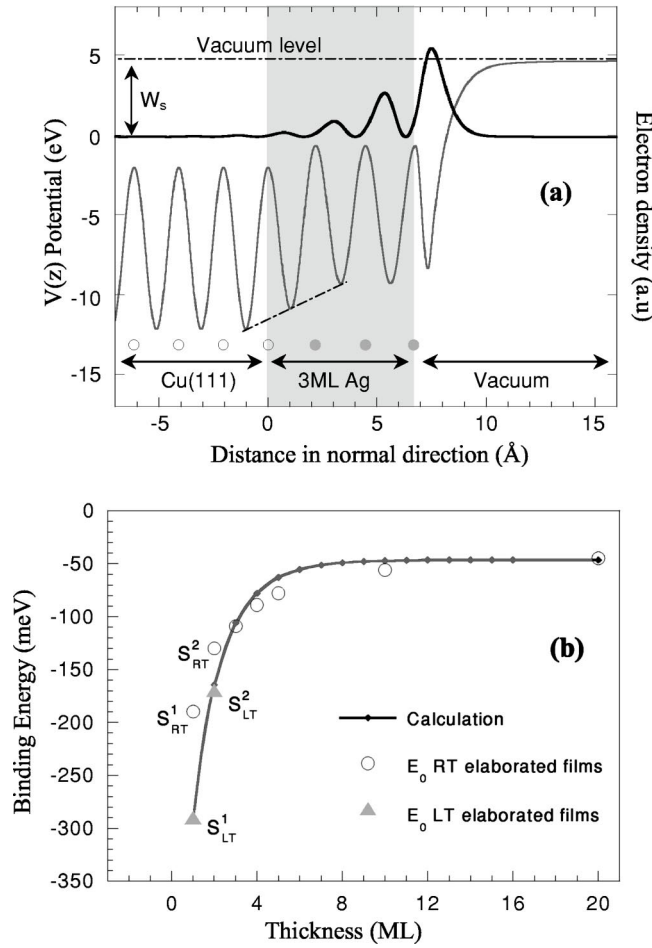 Vacuum level
W_s
(a)
V(z) Potential (eV)
5
0
-5
-10
-15
Electron density (a.u)
Cu(111)
3ML Ag
Vacuum
-5
0
5
10
15
Distance in normal direction (Å)
0
-50
-100
-150
-200
-250
-300
-350
Binding Energy (meV)
S²_RT
S¹_RT
S²_LT
S¹_LT
(b)
Calculation
E_0 RT elaborated films
E_0 LT elaborated films
0
4
8
12
16
20
Thickness (ML)